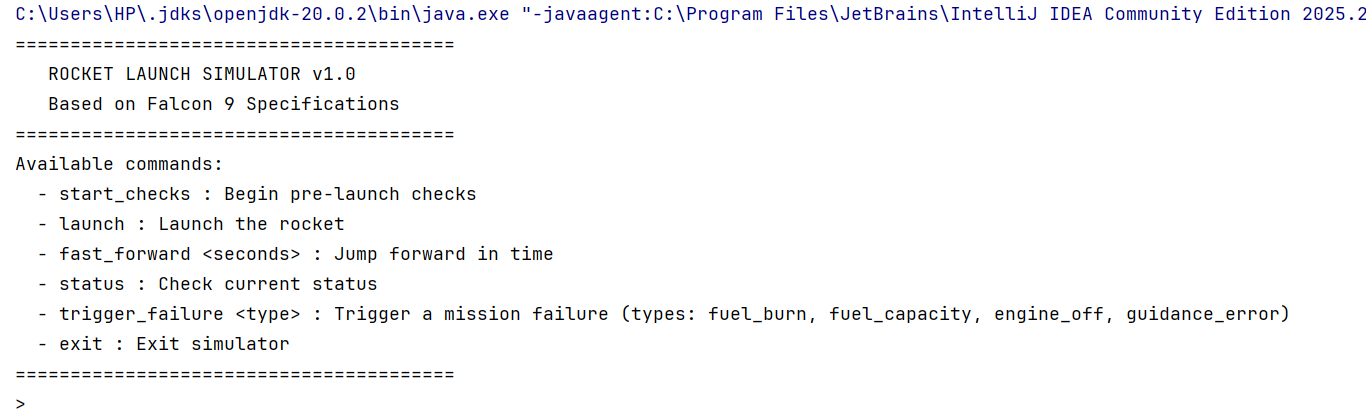 C:\Users\HP\.jdks\openjdk-20.0.2\bin\java.exe "-javaagent:C:\Program Files\JetBrains\IntelliJ IDEA Community Edition 2025.2
========================================
   ROCKET LAUNCH SIMULATOR v1.0
   Based on Falcon 9 Specifications
========================================
Available commands:
  - start_checks : Begin pre-launch checks
  - launch : Launch the rocket
  - fast_forward <seconds> : Jump forward in time
  - status : Check current status
  - trigger_failure <type> : Trigger a mission failure (types: fuel_burn, fuel_capacity, engine_off, guidance_error)
  - exit : Exit simulator
========================================
>